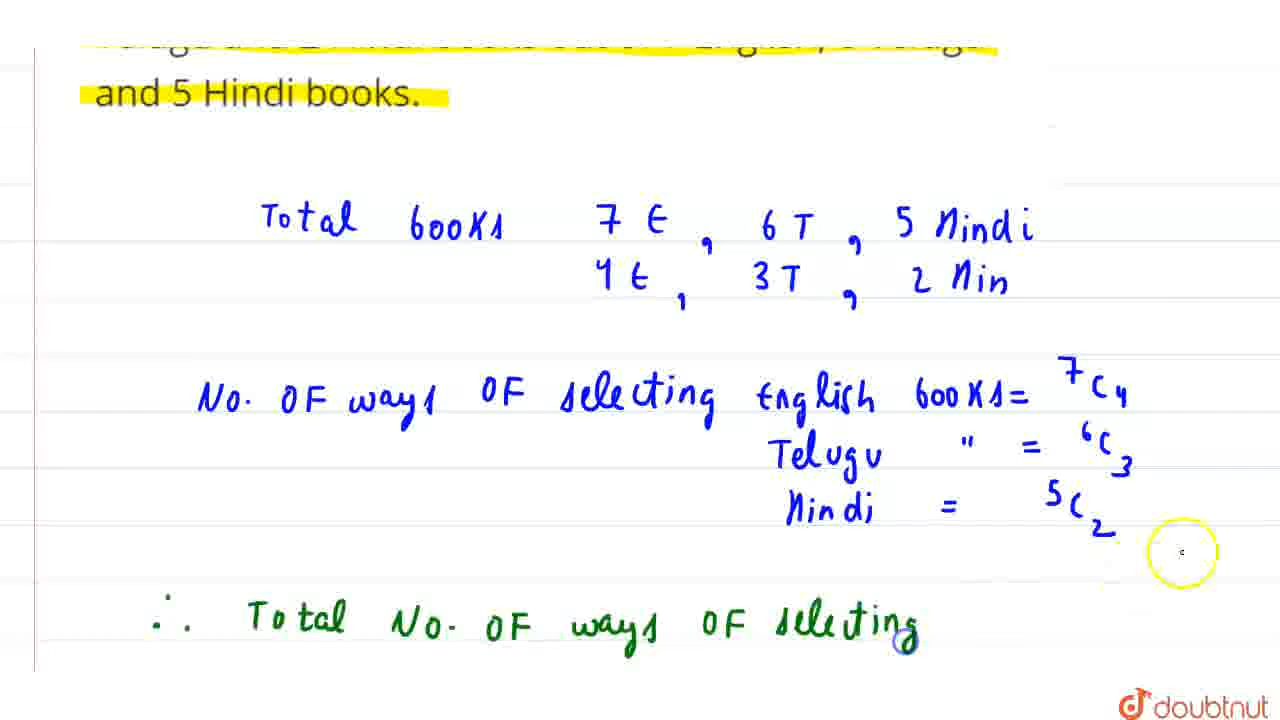 and 5 Hindi books.
Total books 7 E, 6 T, 5 Hindi
4 E, 3 T, 2 Hin
No. OF ways OF selecting English books = ⁷C₄
Telugu " = ⁶C₃
Hindi = ⁵C₂
∴ Total No. OF ways OF selecting
doubtnut